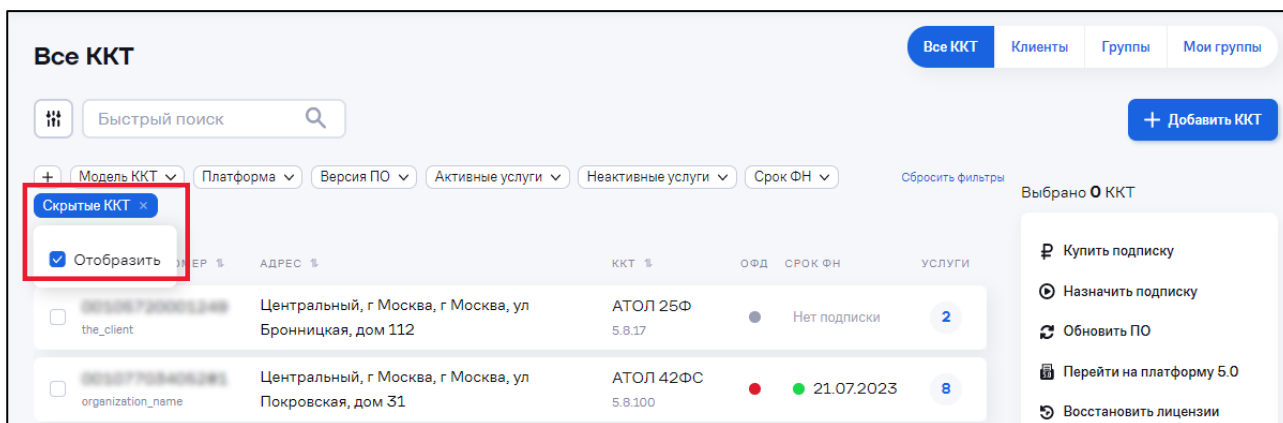 Все ККТ
Все ККТ Клиенты Группы Мои группы
Быстрый поиск
+ Добавить ККТ
+ Модель ККТ Платформа Версия ПО Активные услуги Неактивные услуги Срок ФН Сбросить фильтры
Скрытые ККТ ×
Выбрано 0 ККТ
Отобразить
АДРЕС ККТ ОФД СРОК ФН УСЛУГИ
Центральный, г Москва, г Москва, ул
Бронницкая, дом 112
the_client
АТОЛ 25Ф
5.8.17
Нет подписки
2
Центральный, г Москва, г Москва, ул
Покровская, дом 31
organization_name
АТОЛ 42ФС
5.8.100
21.07.2023
8
Купить подписку
Назначить подписку
Обновить ПО
5.0 Перейти на платформу 5.0
Восстановить лицензии